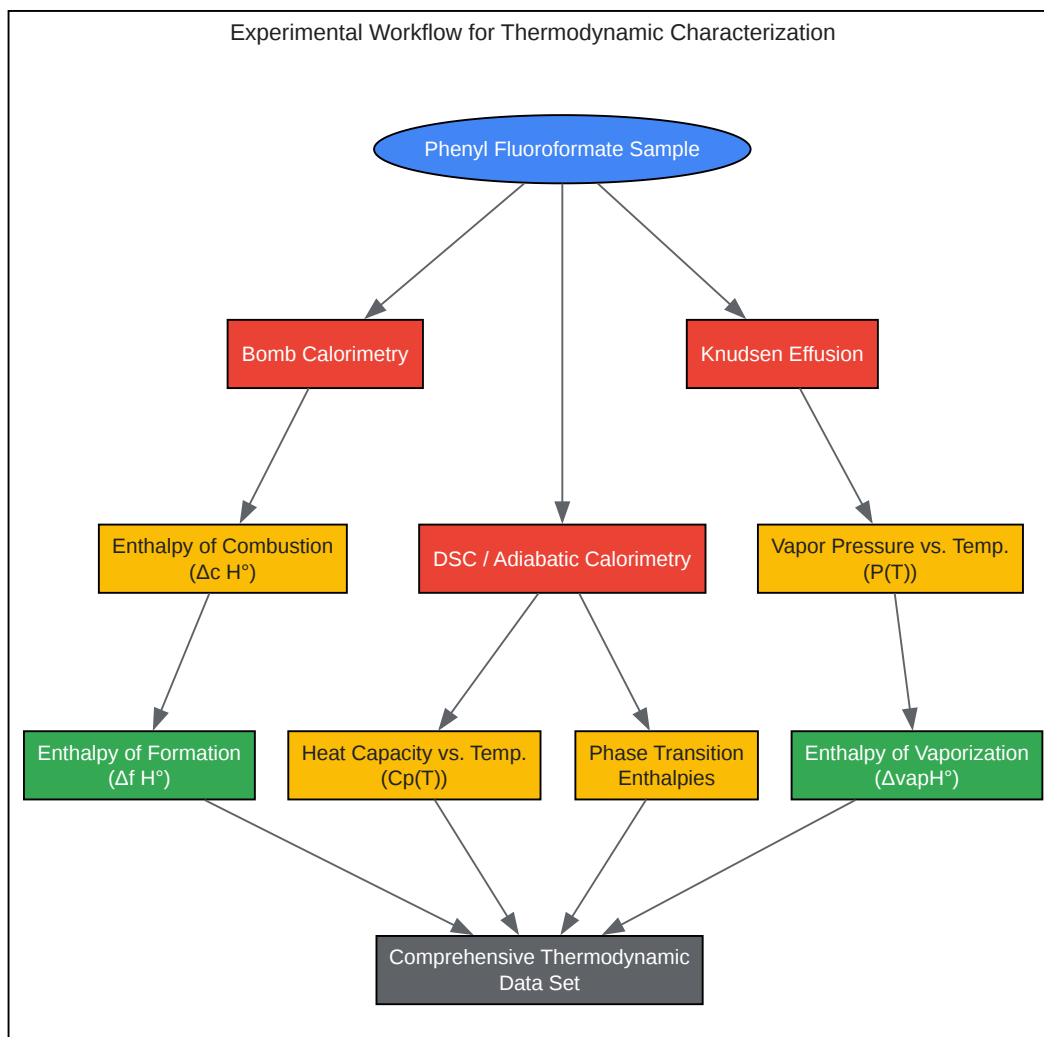 Experimental Workflow for Thermodynamic Characterization
Phenyl Fluoroformate Sample
Bomb Calorimetry
Knudsen Effusion
Enthalpy of Combustion
(Δc H°)
DSC / Adiabatic Calorimetry
Vapor Pressure vs. Temp.
(P(T))
Enthalpy of Formation
(Δf H°)
Heat Capacity vs. Temp.
(Cp(T))
Phase Transition
Enthalpies
Enthalpy of Vaporization
(ΔvapH°)
Comprehensive Thermodynamic
Data Set